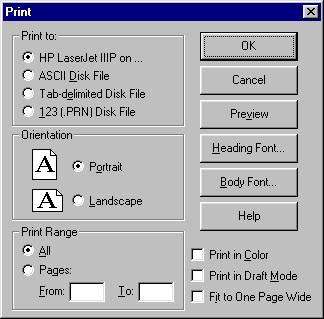 Print
Print to:
HP LaserJet IIIP on ...
ASCII Disk File
Tab-delimited Disk File
123 (.PRN) Disk File
Orientation
A
Portrait
A
Landscape
Print Range
All
Pages:
From: To:
OK
Cancel
Preview
Heading Font...
Body Font...
Help
Print in Color
Print in Draft Mode
Fit to One Page Wide